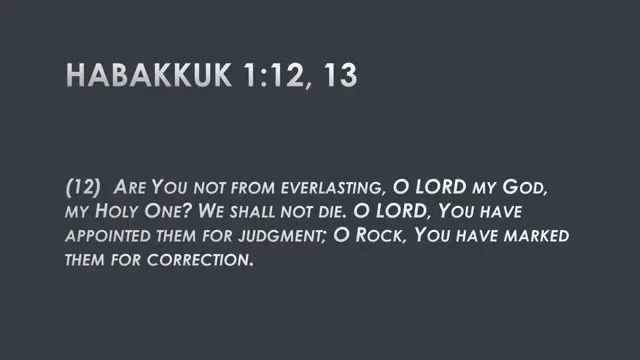 HABAKKUK 1:12, 13
(12) Are You not from everlasting, O LORD my God,
my Holy One? We shall not die. O LORD, You have
appointed them for judgment; O Rock, You have marked
them for correction.